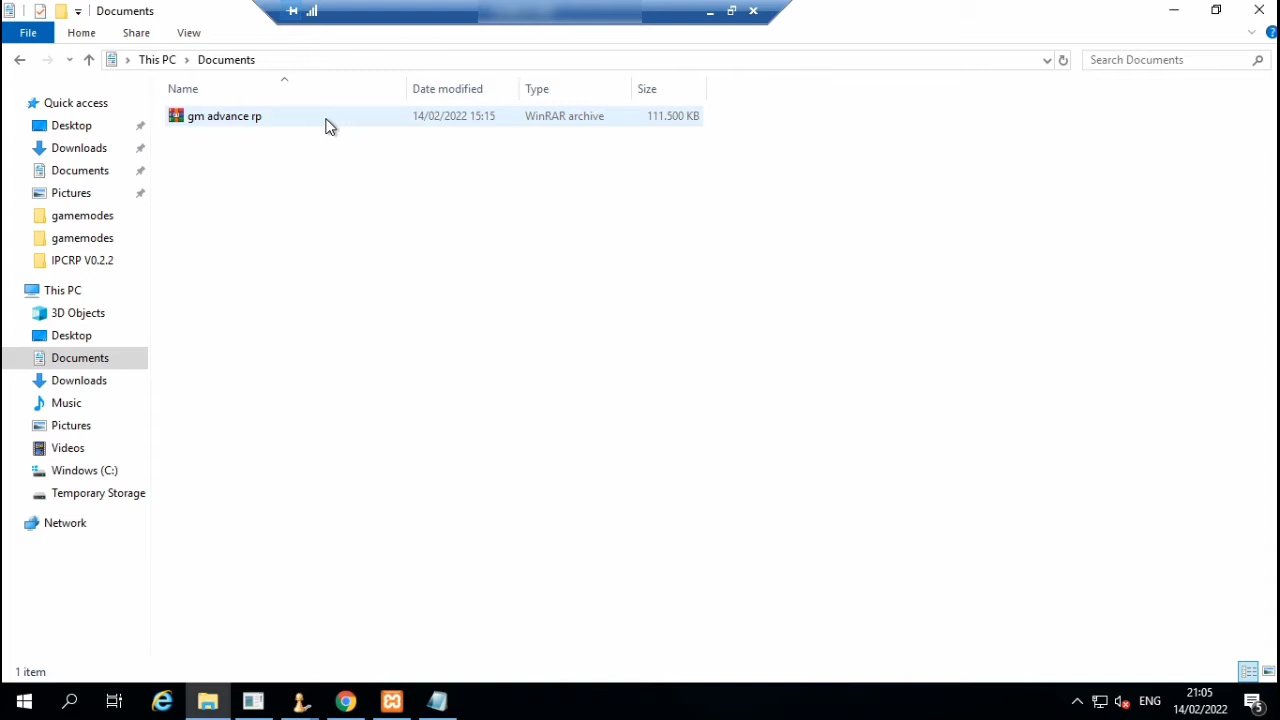 Documents
File Home Share View
This PC Documents
Search Documents
Name Date modified Type Size
gm advance rp 14/02/2022 15:15 WinRAR archive 111.500 KB
Quick access
Desktop
Downloads
Documents
Pictures
gamemodes
gamemodes
IPCRP V0.2.2
This PC
3D Objects
Desktop
Documents
Downloads
Music
Pictures
Videos
Windows (C:)
Temporary Storage
Network
1 item
ENG
21:05
14/02/2022
5